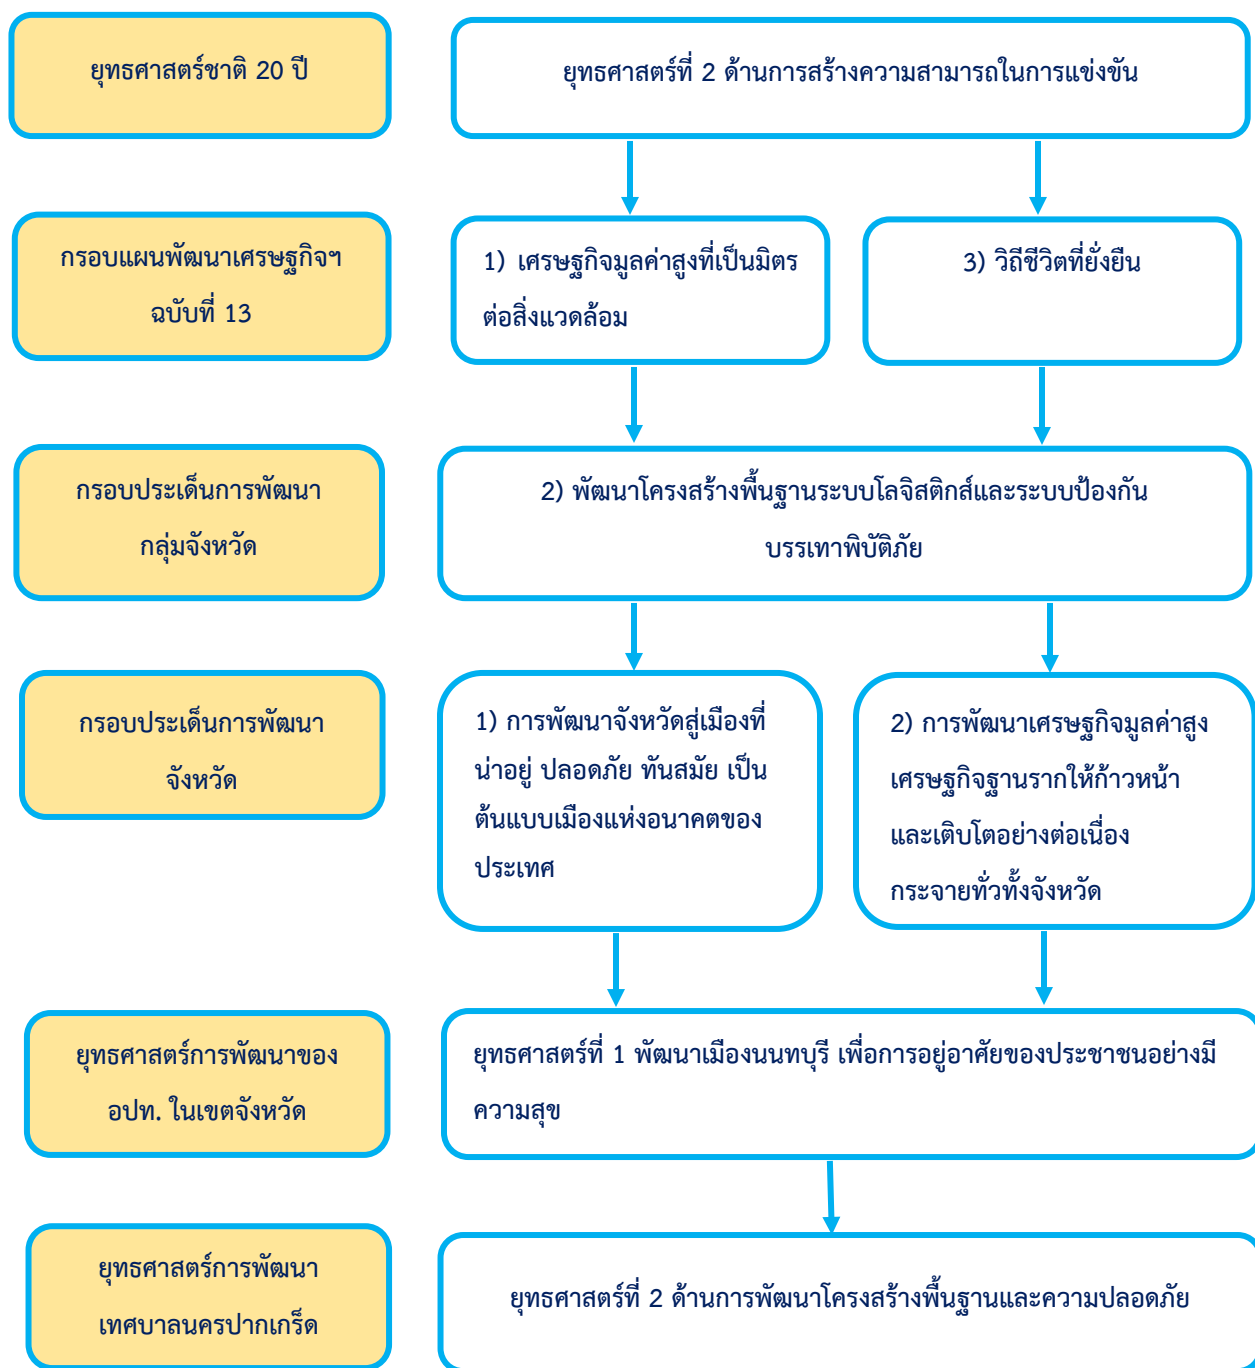 ยุทธศาสตร์ชาติ 20 ปี
ยุทธศาสตร์ที่ 2 ด้านการสร้างความสามารถในการแข่งขัน
กรอบแผนพัฒนาเศรษฐกิจฯ
ฉบับที่ 13
1) เศรษฐกิจมูลค่าสูงที่เป็นมิตร
ต่อสิ่งแวดล้อม
3) วิถีชีวิตที่ยั่งยืน
กรอบประเด็นการพัฒนา
กลุ่มจังหวัด
2) พัฒนาโครงสร้างพื้นฐานระบบโลจิสติกส์และระบบป้องกัน
บรรเทาพิบัติภัย
กรอบประเด็นการพัฒนา
จังหวัด
1) การพัฒนาจังหวัดสู่เมืองที่
น่าอยู่ ปลอดภัย ทันสมัย เป็น
ต้นแบบเมืองแห่งอนาคตของ
ประเทศ
2) การพัฒนาเศรษฐกิจมูลค่าสูง
เศรษฐกิจฐานรากให้ก้าวหน้า
และเติบโตอย่างต่อเนื่อง
กระจายทั่วทั้งจังหวัด
ยุทธศาสตร์การพัฒนาของ
อปท. ในเขตจังหวัด
ยุทธศาสตร์ที่ 1 พัฒนาเมืองนนทบุรี เพื่อการอยู่อาศัยของประชาชนอย่างมี
ความสุข
ยุทธศาสตร์การพัฒนา
เทศบาลนครปากเกร็ด
ยุทธศาสตร์ที่ 2 ด้านการพัฒนาโครงสร้างพื้นฐานและความปลอดภัย